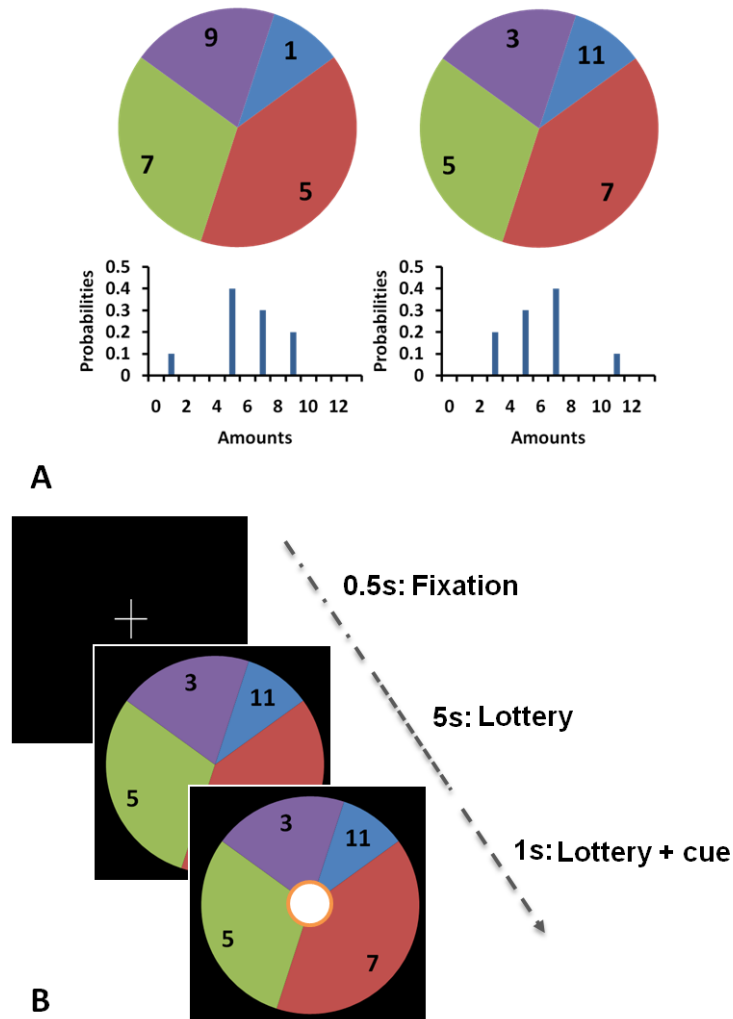 9 1
7 5
3 11
5 7
Probabilities
0.5
0.4
0.3
0.2
0.1
0
0 2 4 6 8 10 12
Amounts
Probabilities
0.5
0.4
0.3
0.2
0.1
0
0 2 4 6 8 10 12
Amounts
A
0.5s: Fixation
3 11
5
5s: Lottery
3 11
5 7
1s: Lottery + cue
B